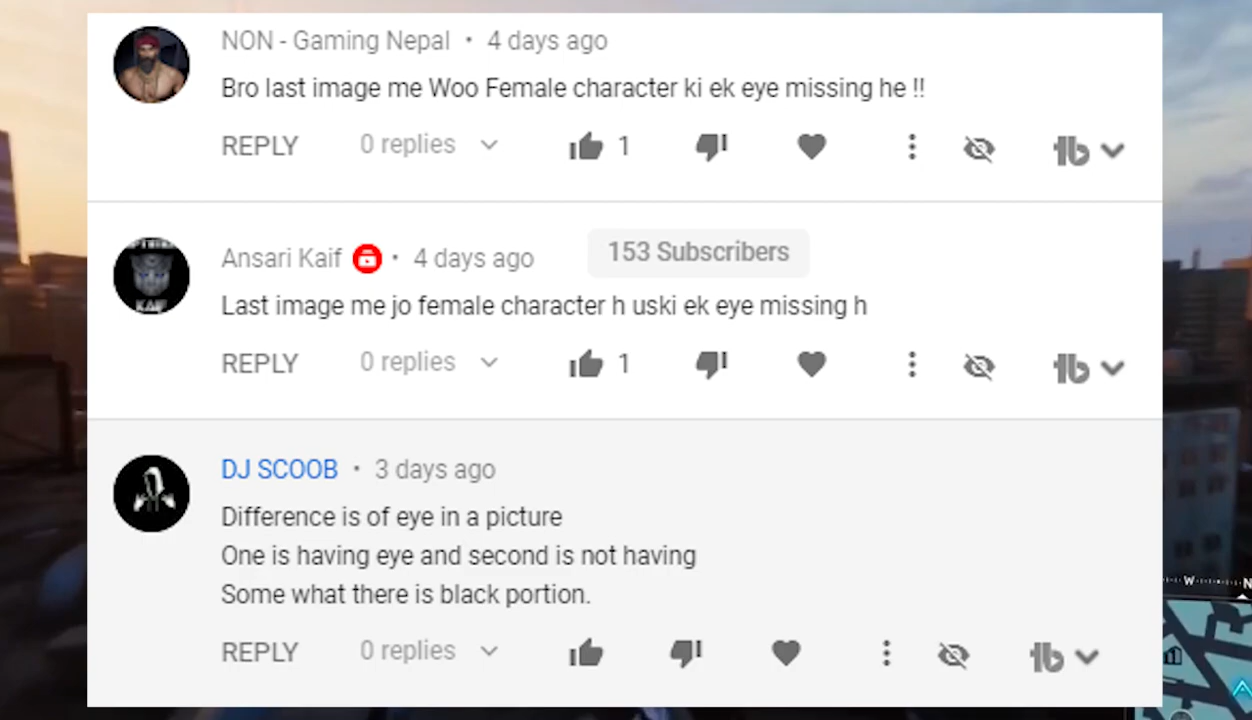 NON - Gaming Nepal • 4 days ago
Bro last image me Woo Female character ki ek eye missing he !!
REPLY 0 replies 1
Ansari Kaif • 4 days ago 153 Subscribers
Last image me jo female character h uski ek eye missing h
REPLY 0 replies 1
DJ SCOOB • 3 days ago
Difference is of eye in a picture
One is having eye and second is not having
Some what there is black portion.
REPLY 0 replies
W N